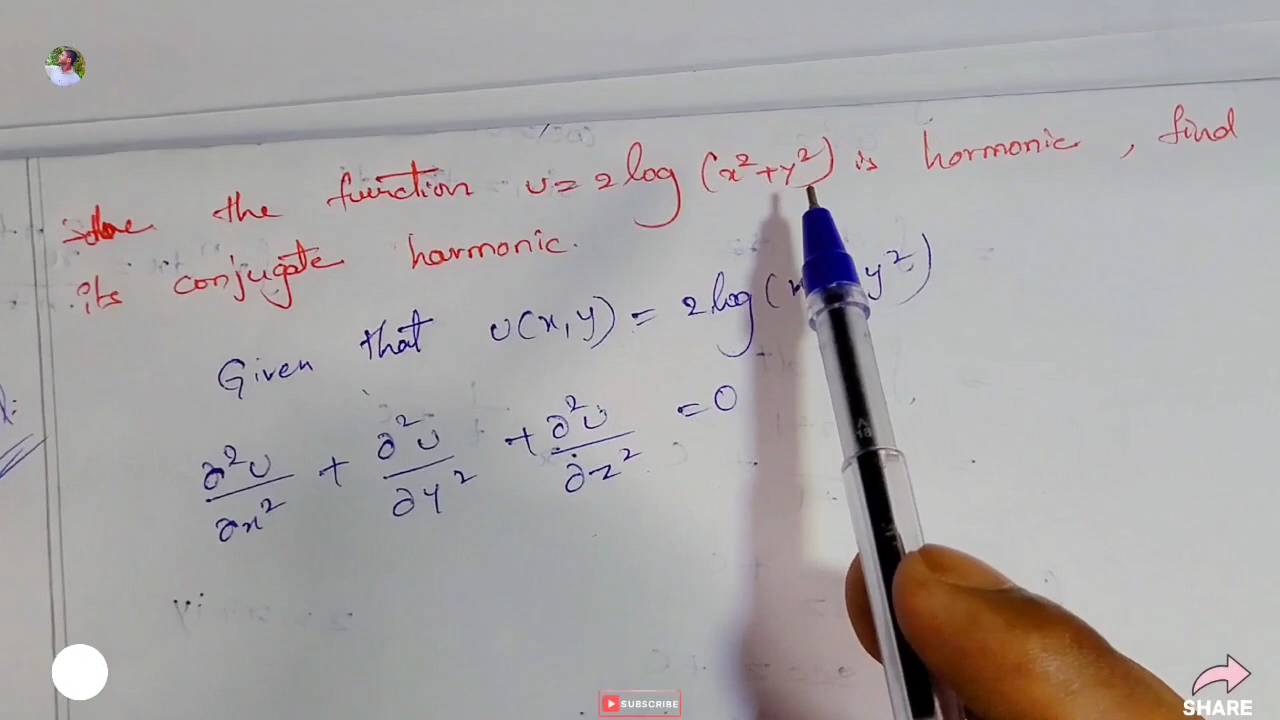 the function u = 2 log (x²+y²) is harmonic, find
its conjugate harmonic.
Given that u(x,y) = 2 log (x y²)
∂²u/∂x² + ∂²u/∂y² + ∂²u/∂z² = 0
SUBSCRIBE
SHARE